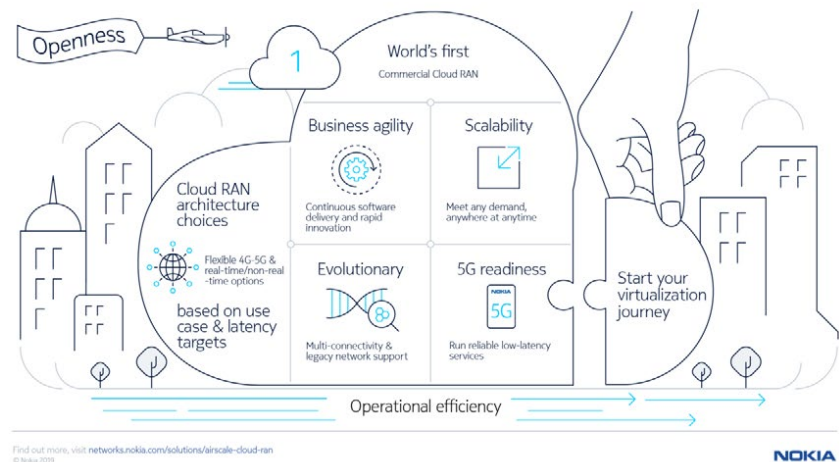 Openness
1
World's first
Commercial Cloud RAN
Business agility
Continuous software
delivery and rapid
innovation
Scalability
Meet any demand,
anywhere at anytime
Cloud RAN
architecture
choices
Flexible 4G-5G &
real-time/non-real
-time options
based on use
case & latency
targets
Evolutionary
Multi-connectivity &
legacy network support
5G readiness
NOKIA
5G
Run reliable low-latency
services
Start your
virtualization
journey
Operational efficiency
Find out more, visit networks.nokia.com/solutions/airscale-cloud-ran
© Nokia 2019
NOKIA